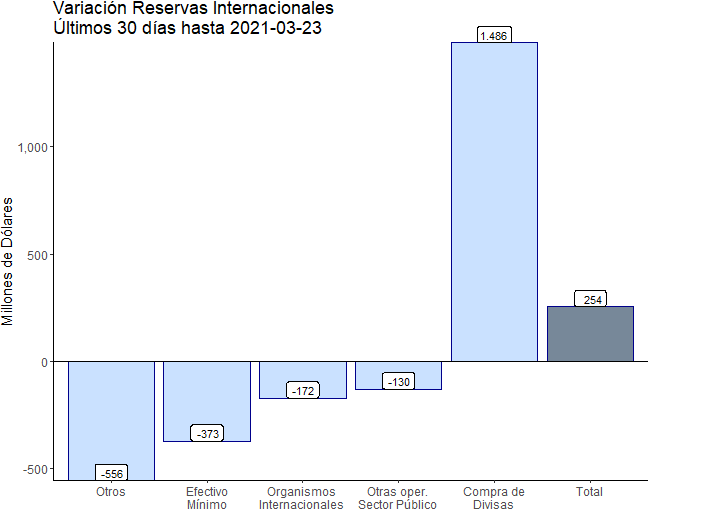 Variación Reservas Internacionales
Últimos 30 días hasta 2021-03-23
Millones de Dólares
1,000
500
0
-500
-556
-373
-172
-130
1.486
254
Otros
Efectivo
Mínimo
Organismos
Internacionales
Otras oper.
Sector Público
Compra de
Divisas
Total